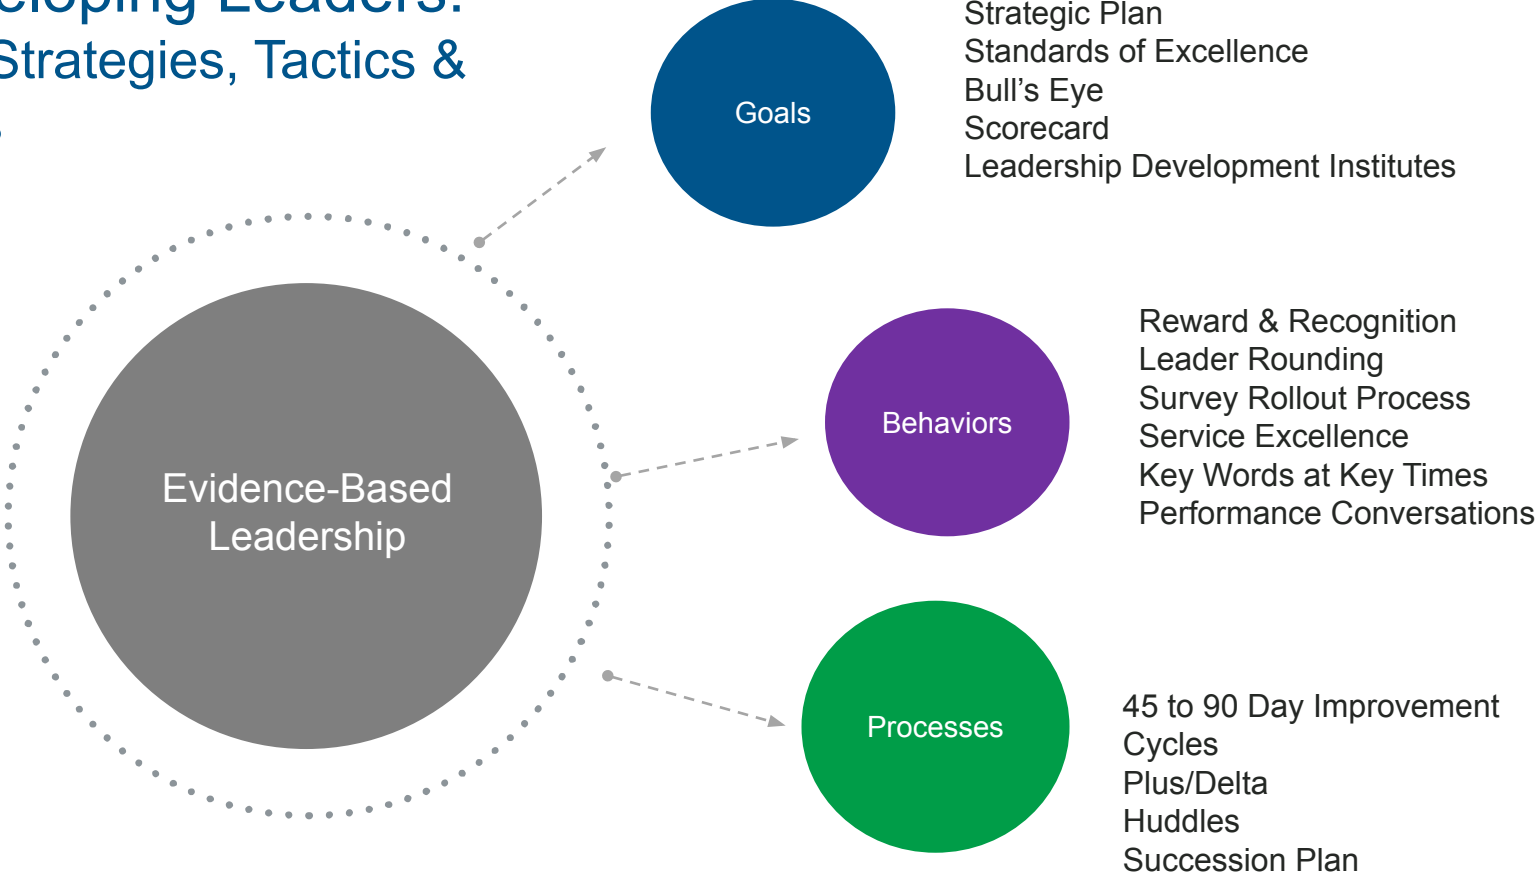 eloping Leaders:
Strategies, Tactics &
Goals
Strategic Plan
Standards of Excellence
Bull's Eye
Scorecard
Leadership Development Institutes
Evidence-Based
Leadership
Behaviors
Reward & Recognition
Leader Rounding
Survey Rollout Process
Service Excellence
Key Words at Key Times
Performance Conversations
Processes
45 to 90 Day Improvement
Cycles
Plus/Delta
Huddles
Succession Plan